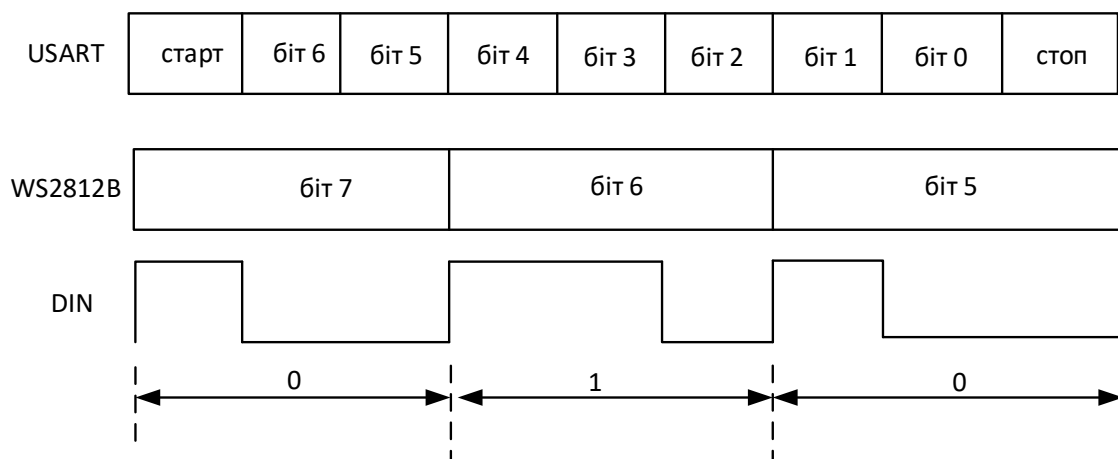 USART старт біт 6 біт 5 біт 4 біт 3 біт 2 біт 1 біт 0 стоп
WS2812B біт 7 біт 6 біт 5
DIN
0 1 0